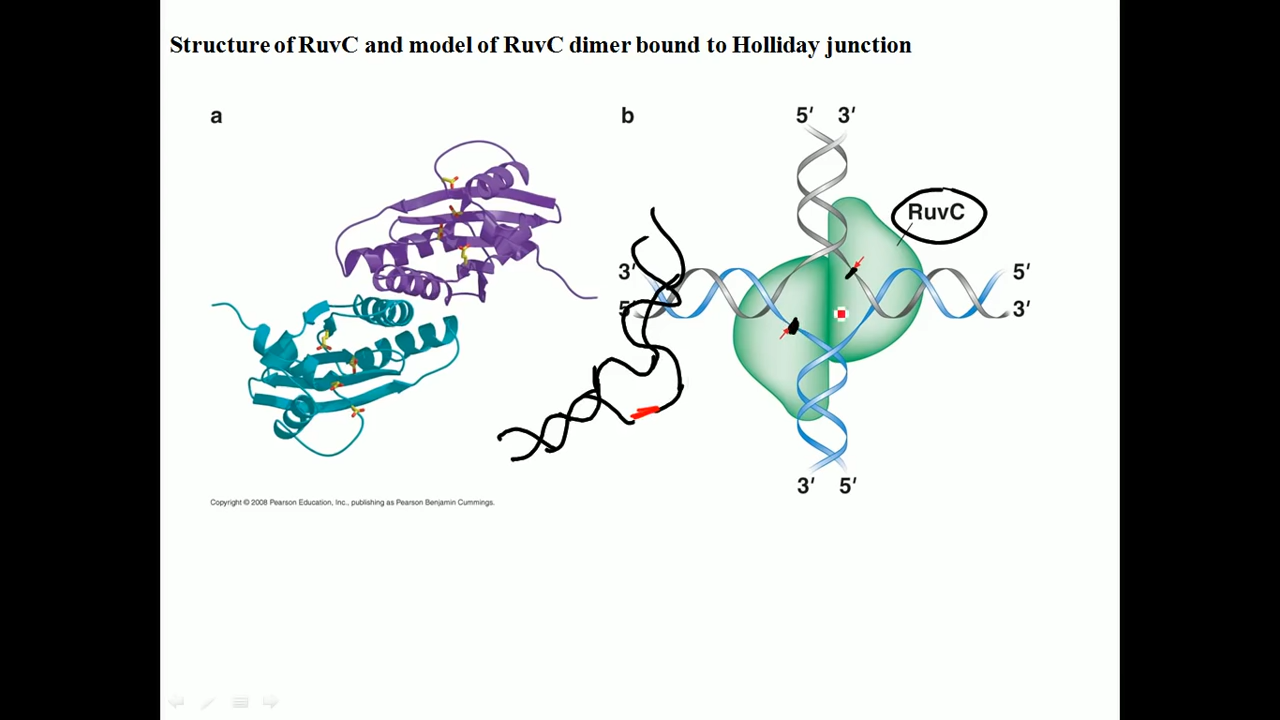 Structure of RuvC and model of RuvC dimer bound to Holliday junction
a
b
5′ 3′
RuvC
3′
5′
5′
3′
3′ 5′
Copyright © 2008 Pearson Education, Inc., publishing as Pearson Benjamin Cummings.